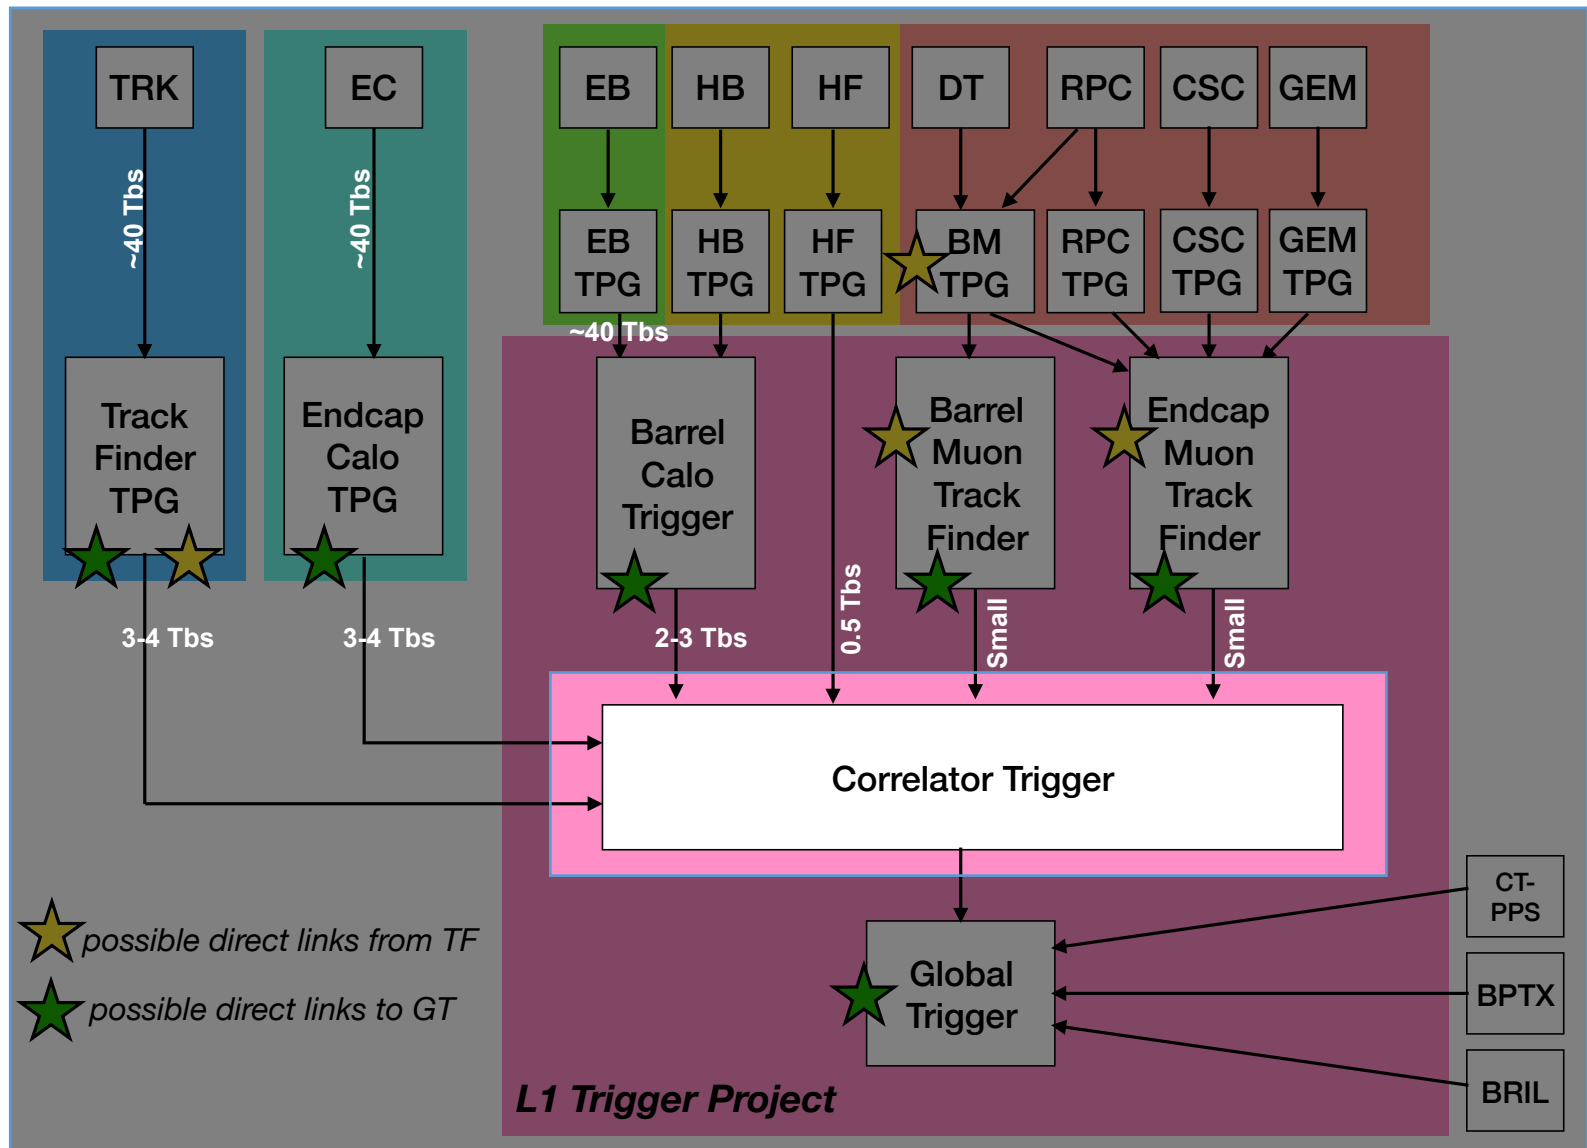 TRK
EC
EB
HB
HF
DT
RPC
CSC
GEM
~40 Tbs
~40 Tbs
EB
TPG
HB
TPG
HF
TPG
BM
TPG
RPC
TPG
CSC
TPG
GEM
TPG
~40 Tbs
Track
Finder
TPG
Endcap
Calo
TPG
Barrel
Calo
Trigger
Barrel
Muon
Track
Finder
Endcap
Muon
Track
Finder
3-4 Tbs
3-4 Tbs
2-3 Tbs
0.5 Tbs
Small
Small
Correlator Trigger
possible direct links from TF
possible direct links to GT
Global
Trigger
CT-
PPS
BPTX
BRIL
L1 Trigger Project